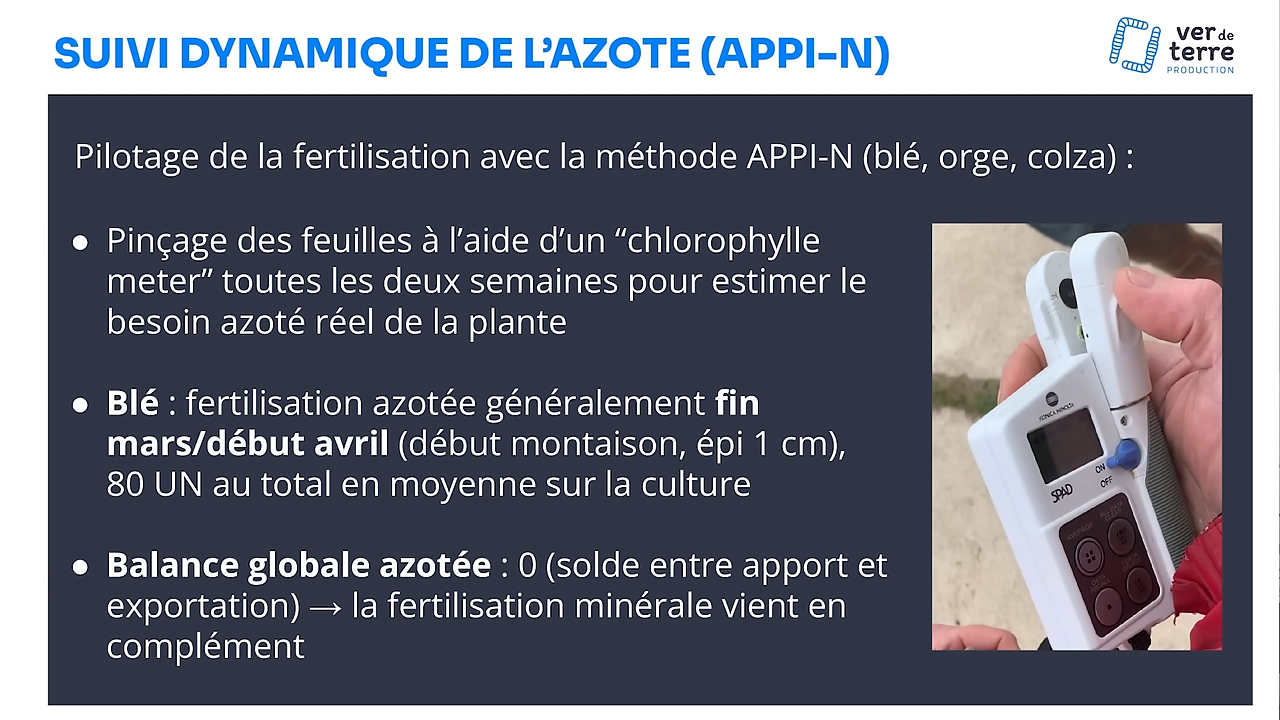 SUIVI DYNAMIQUE DE L’AZOTE (APPI-N)
ver de
terre
PRODUCTION
Pilotage de la fertilisation avec la méthode APPI-N (blé, orge, colza) :
● Pinçage des feuilles à l’aide d’un “chlorophylle
meter” toutes les deux semaines pour estimer le
besoin azoté réel de la plante
● Blé : fertilisation azotée généralement fin
mars/début avril (début montaison, épi 1 cm),
80 UN au total en moyenne sur la culture
● Balance globale azotée : 0 (solde entre apport et
exportation) → la fertilisation minérale vient en
complément
KONICA MINOLTA
ON
OFF
SPAD
AVERAGE
ALL DATA
CLEAR